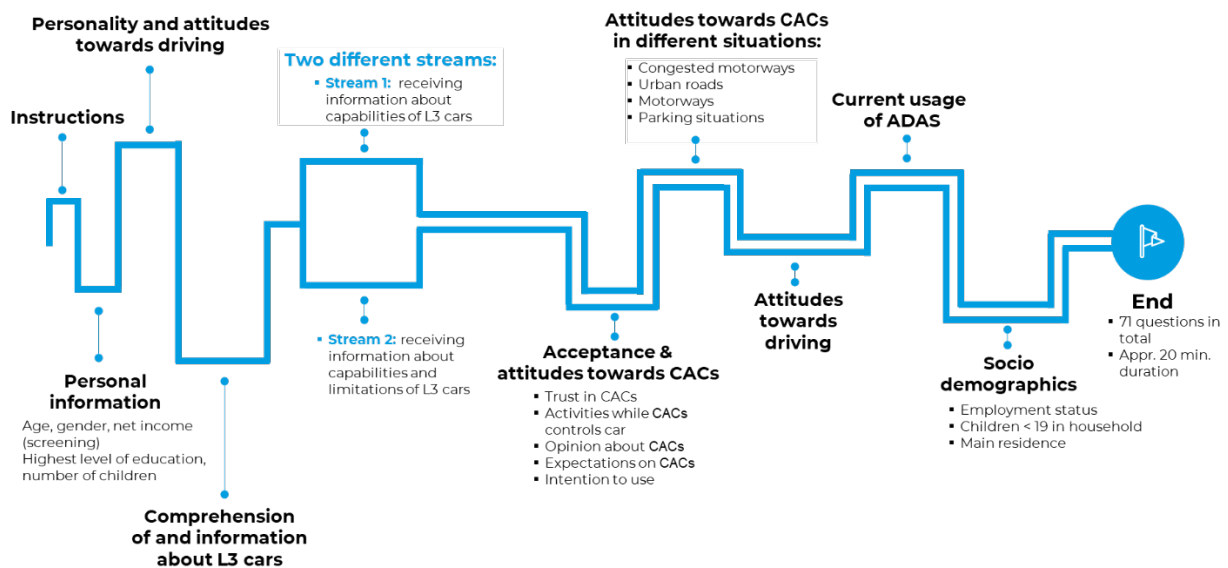 Instructions
Personal
information
Age, gender, net income
(screening)
Highest level of education,
number of children
Personality and attitudes
towards driving
Comprehension
of and information
about L3 cars
Two different streams:
▪ Stream 1: receiving
information about
capabilities of L3 cars
▪ Stream 2: receiving
information about
capabilities and
limitations of L3 cars
Acceptance &
attitudes towards CACs
▪ Trust in CACs
▪ Activities while CACs
controls car
▪ Opinion about CACs
▪ Expectations on CACs
▪ Intention to use
Attitudes towards CACs
in different situations:
▪ Congested motorways
▪ Urban roads
▪ Motorways
▪ Parking situations
Attitudes
towards
driving
Current usage
of ADAS
Socio
demographics
▪ Employment status
▪ Children < 19 in household
▪ Main residence
End
▪ 71 questions in
total
▪ Appr. 20 min.
duration